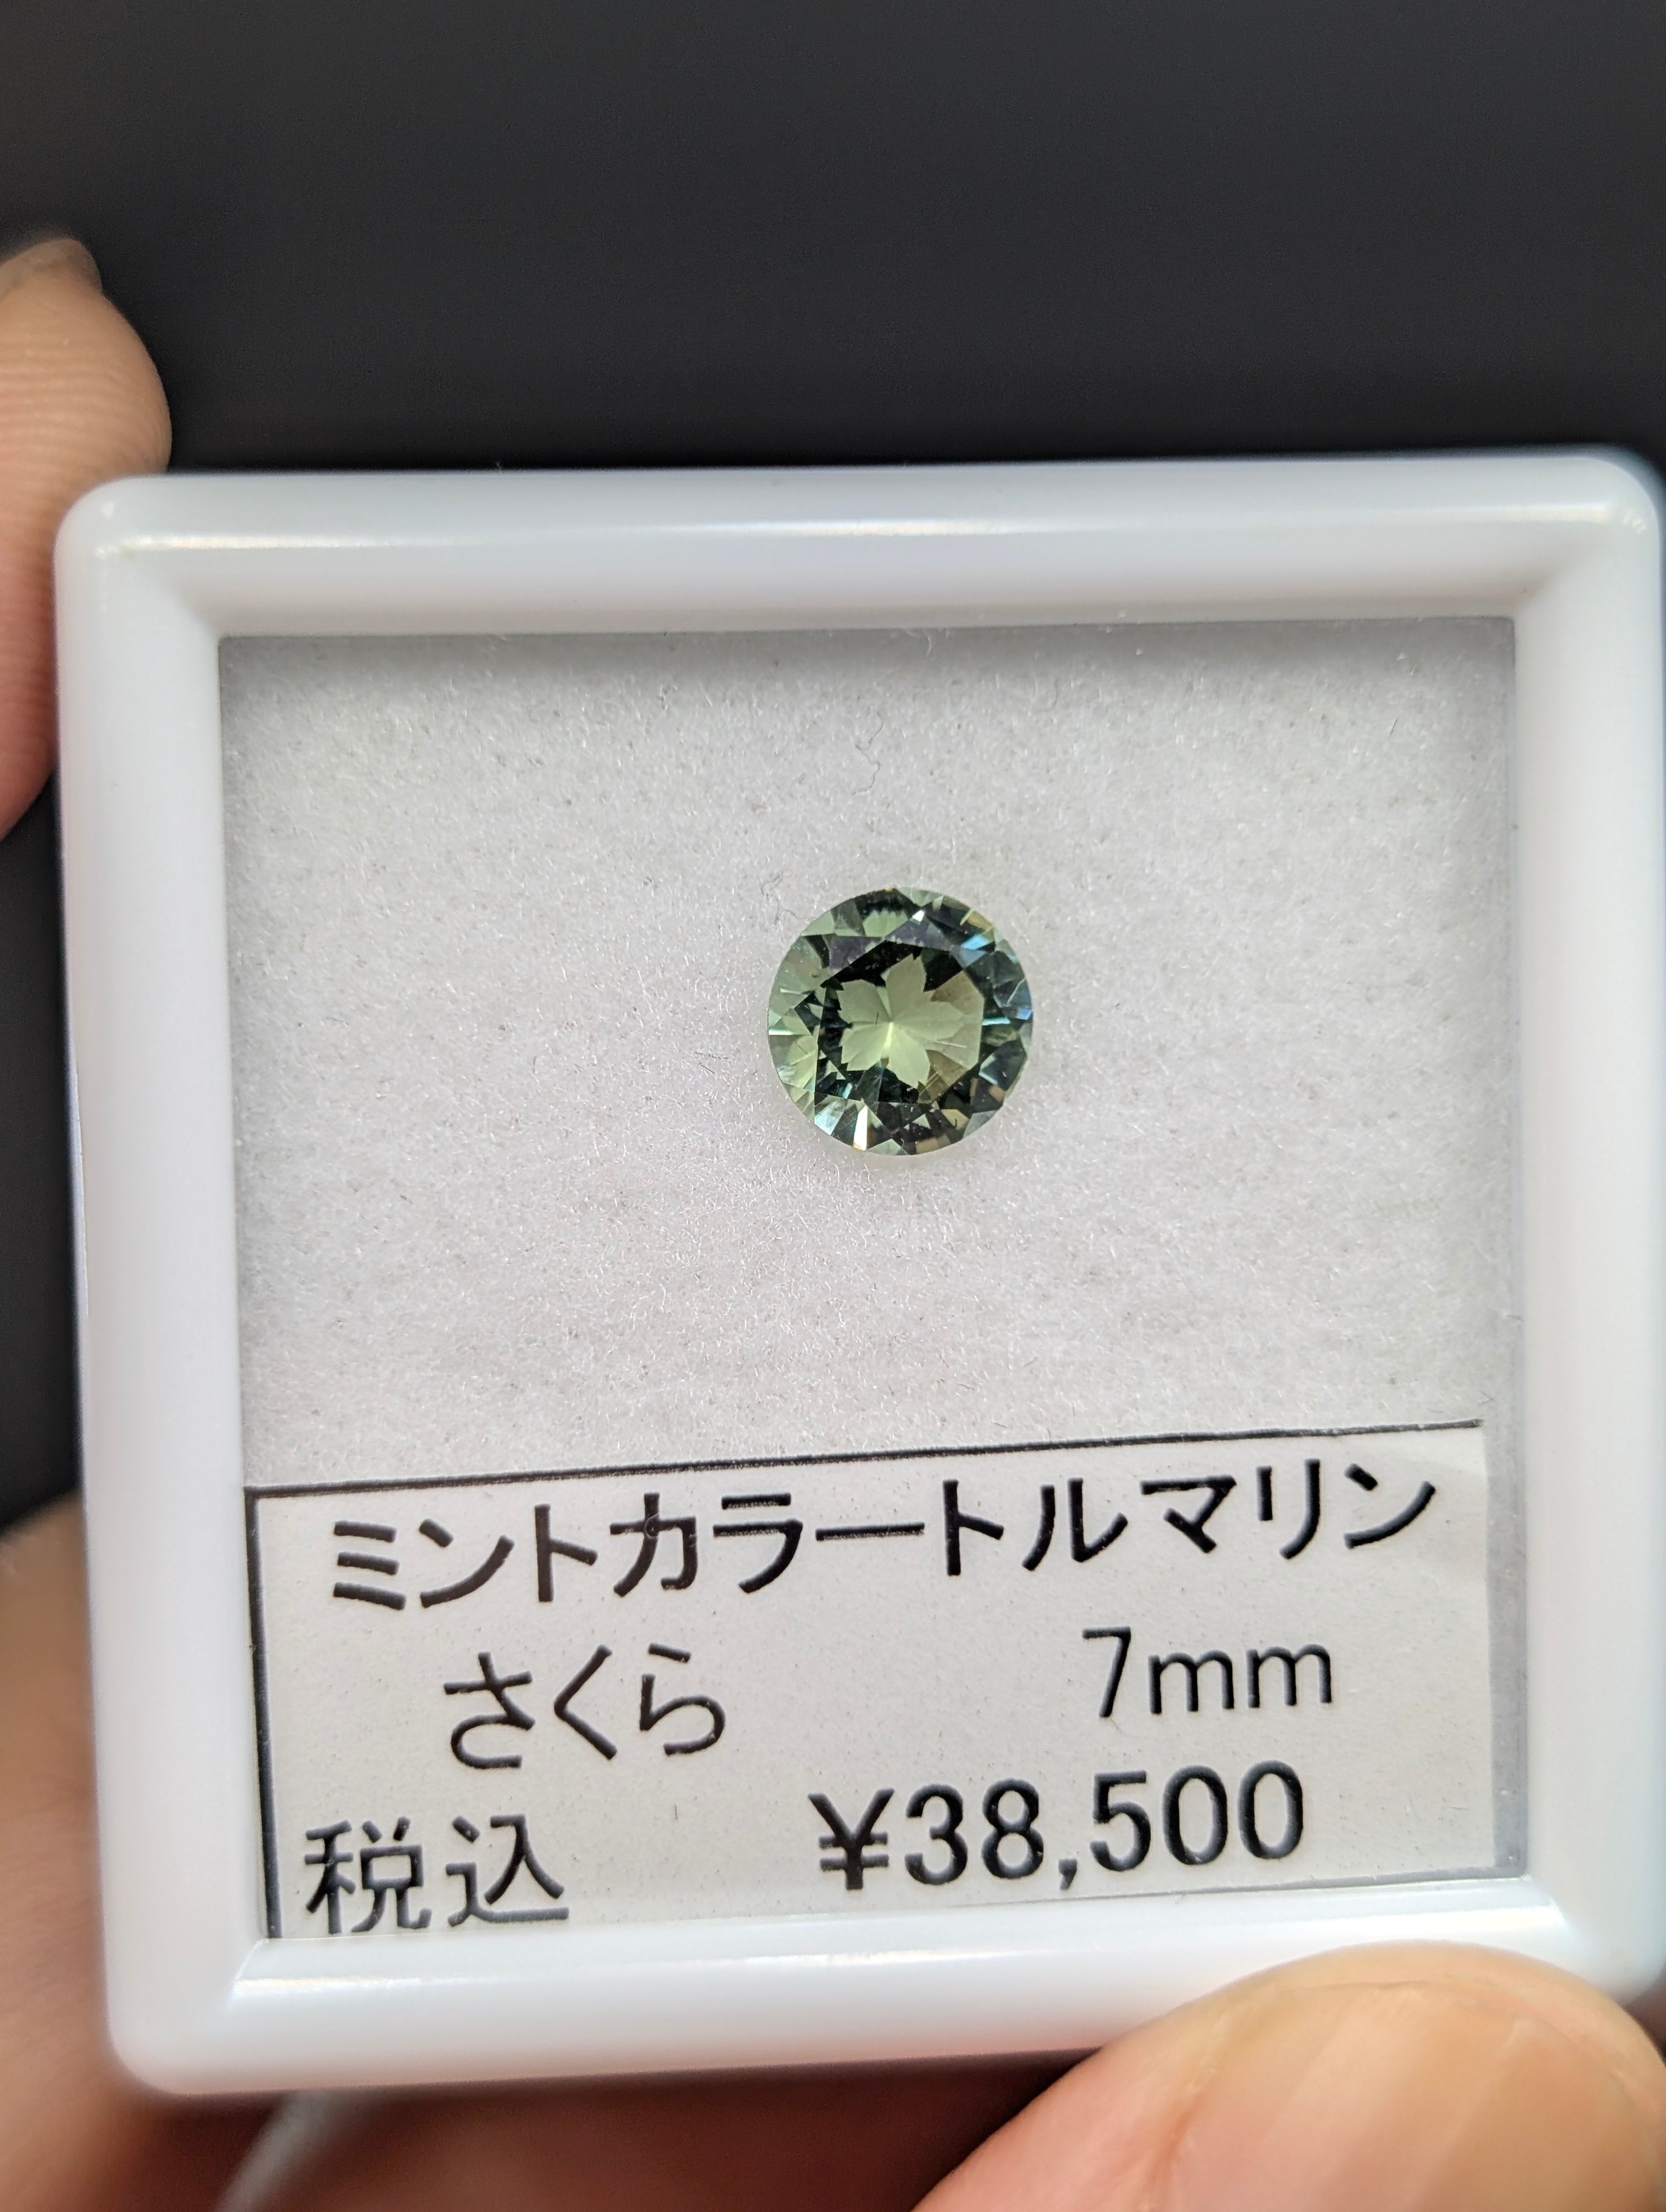 ミントカラートルマリン
さくら 7mm
税込 ¥38,500